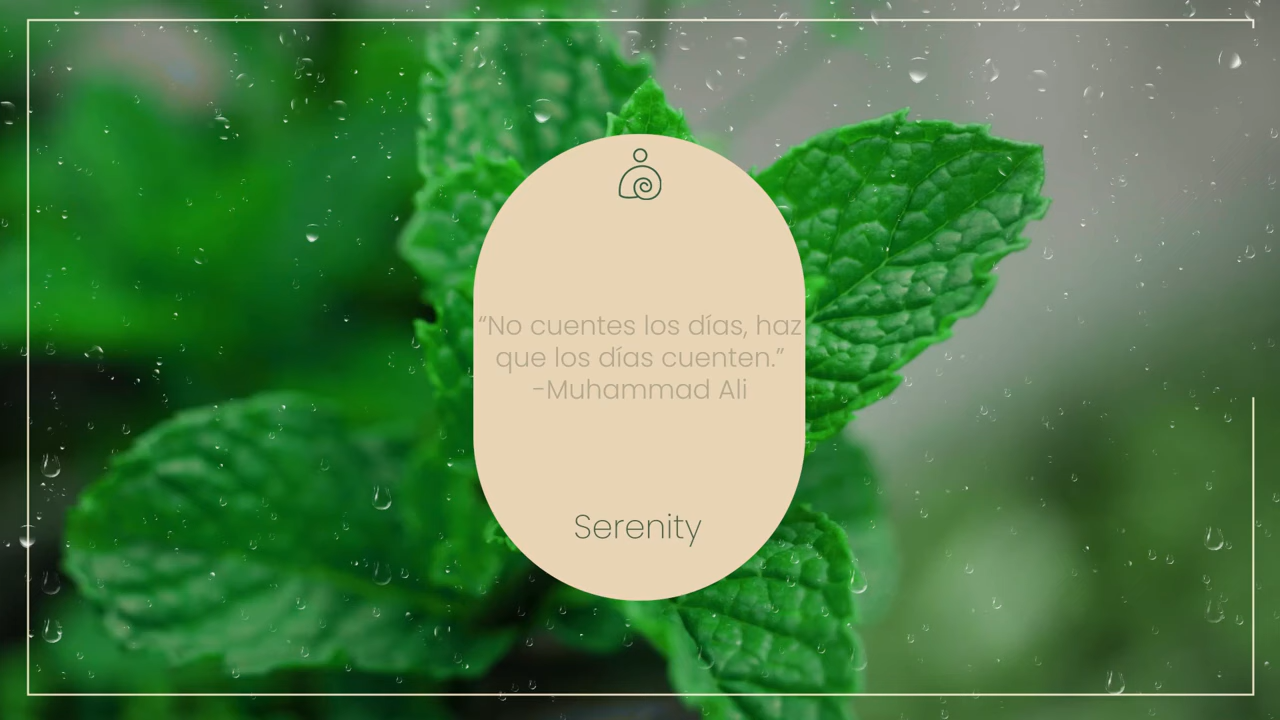 “No cuentes los días, haz
que los días cuenten.”
-Muhammad Ali
Serenity